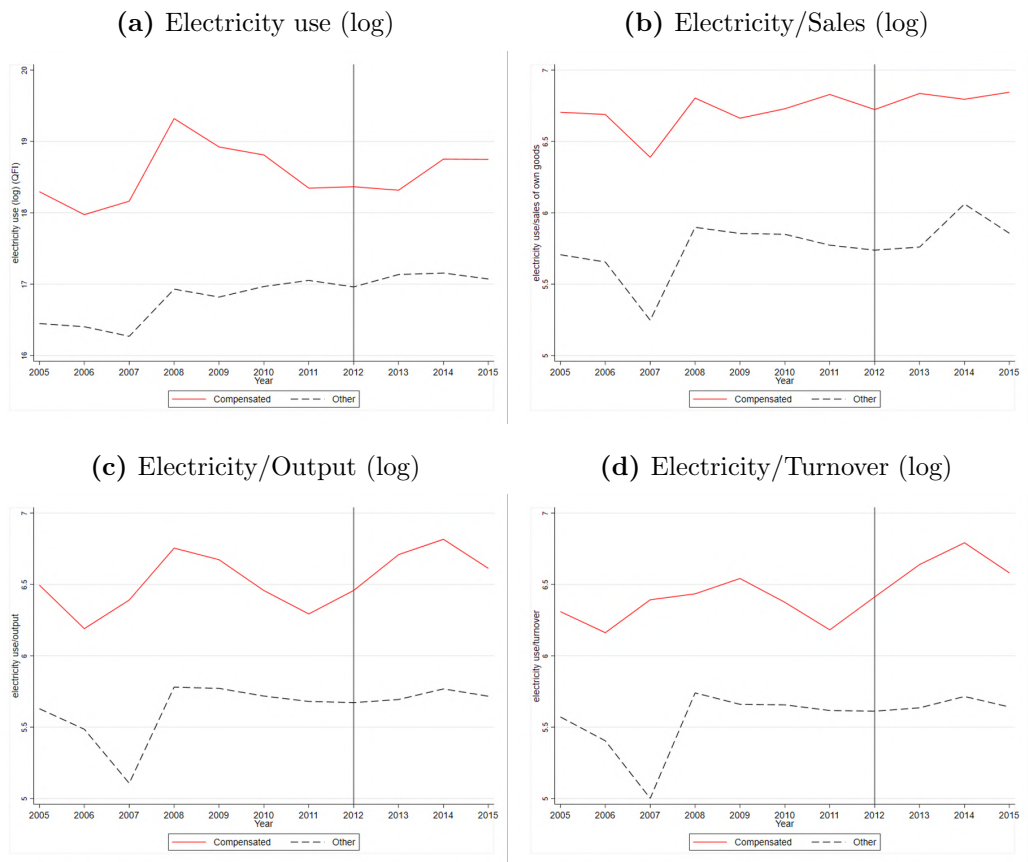 (a) Electricity use (log)
electricity use (log) (QFI)
20
19
18
17
16
2005 2006 2007 2008 2009 2010 2011 2012 2013 2014 2015
Year
Compensated Other
(b) Electricity/Sales (log)
electricity use/sales of own goods
7
6.5
6
5.5
5
2005 2006 2007 2008 2009 2010 2011 2012 2013 2014 2015
Year
Compensated Other
(c) Electricity/Output (log)
electricity use/output
7
6.5
6
5.5
5
2005 2006 2007 2008 2009 2010 2011 2012 2013 2014 2015
Year
Compensated Other
(d) Electricity/Turnover (log)
electricity use/turnover
7
6.5
6
5.5
5
2005 2006 2007 2008 2009 2010 2011 2012 2013 2014 2015
Year
Compensated Other